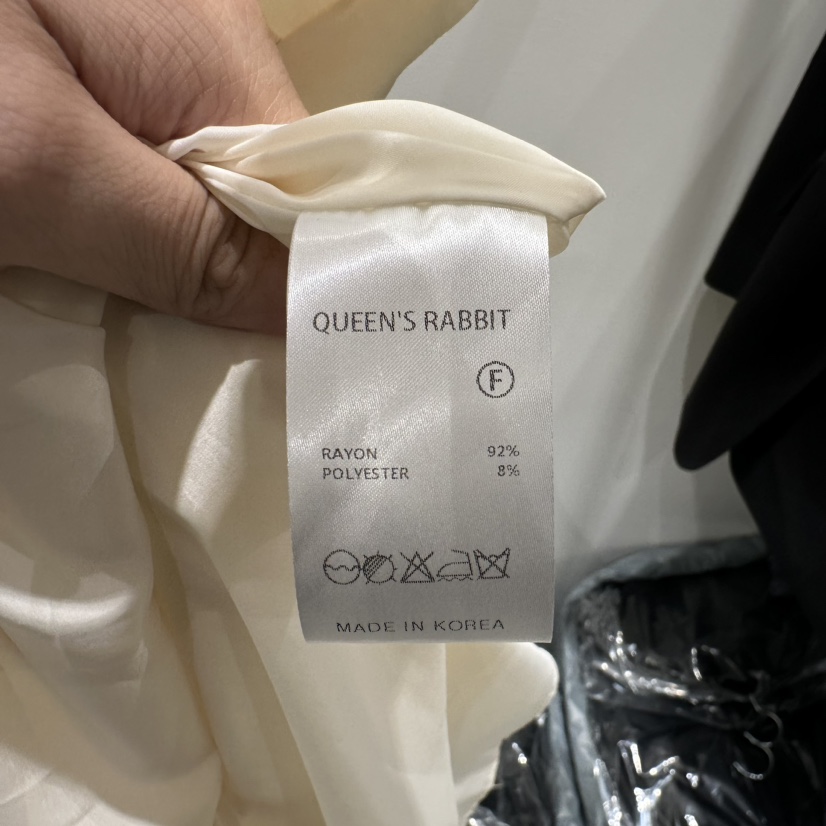 QUEEN'S RABBIT
F
RAYON 92%
POLYESTER 8%
MADE IN KOREA